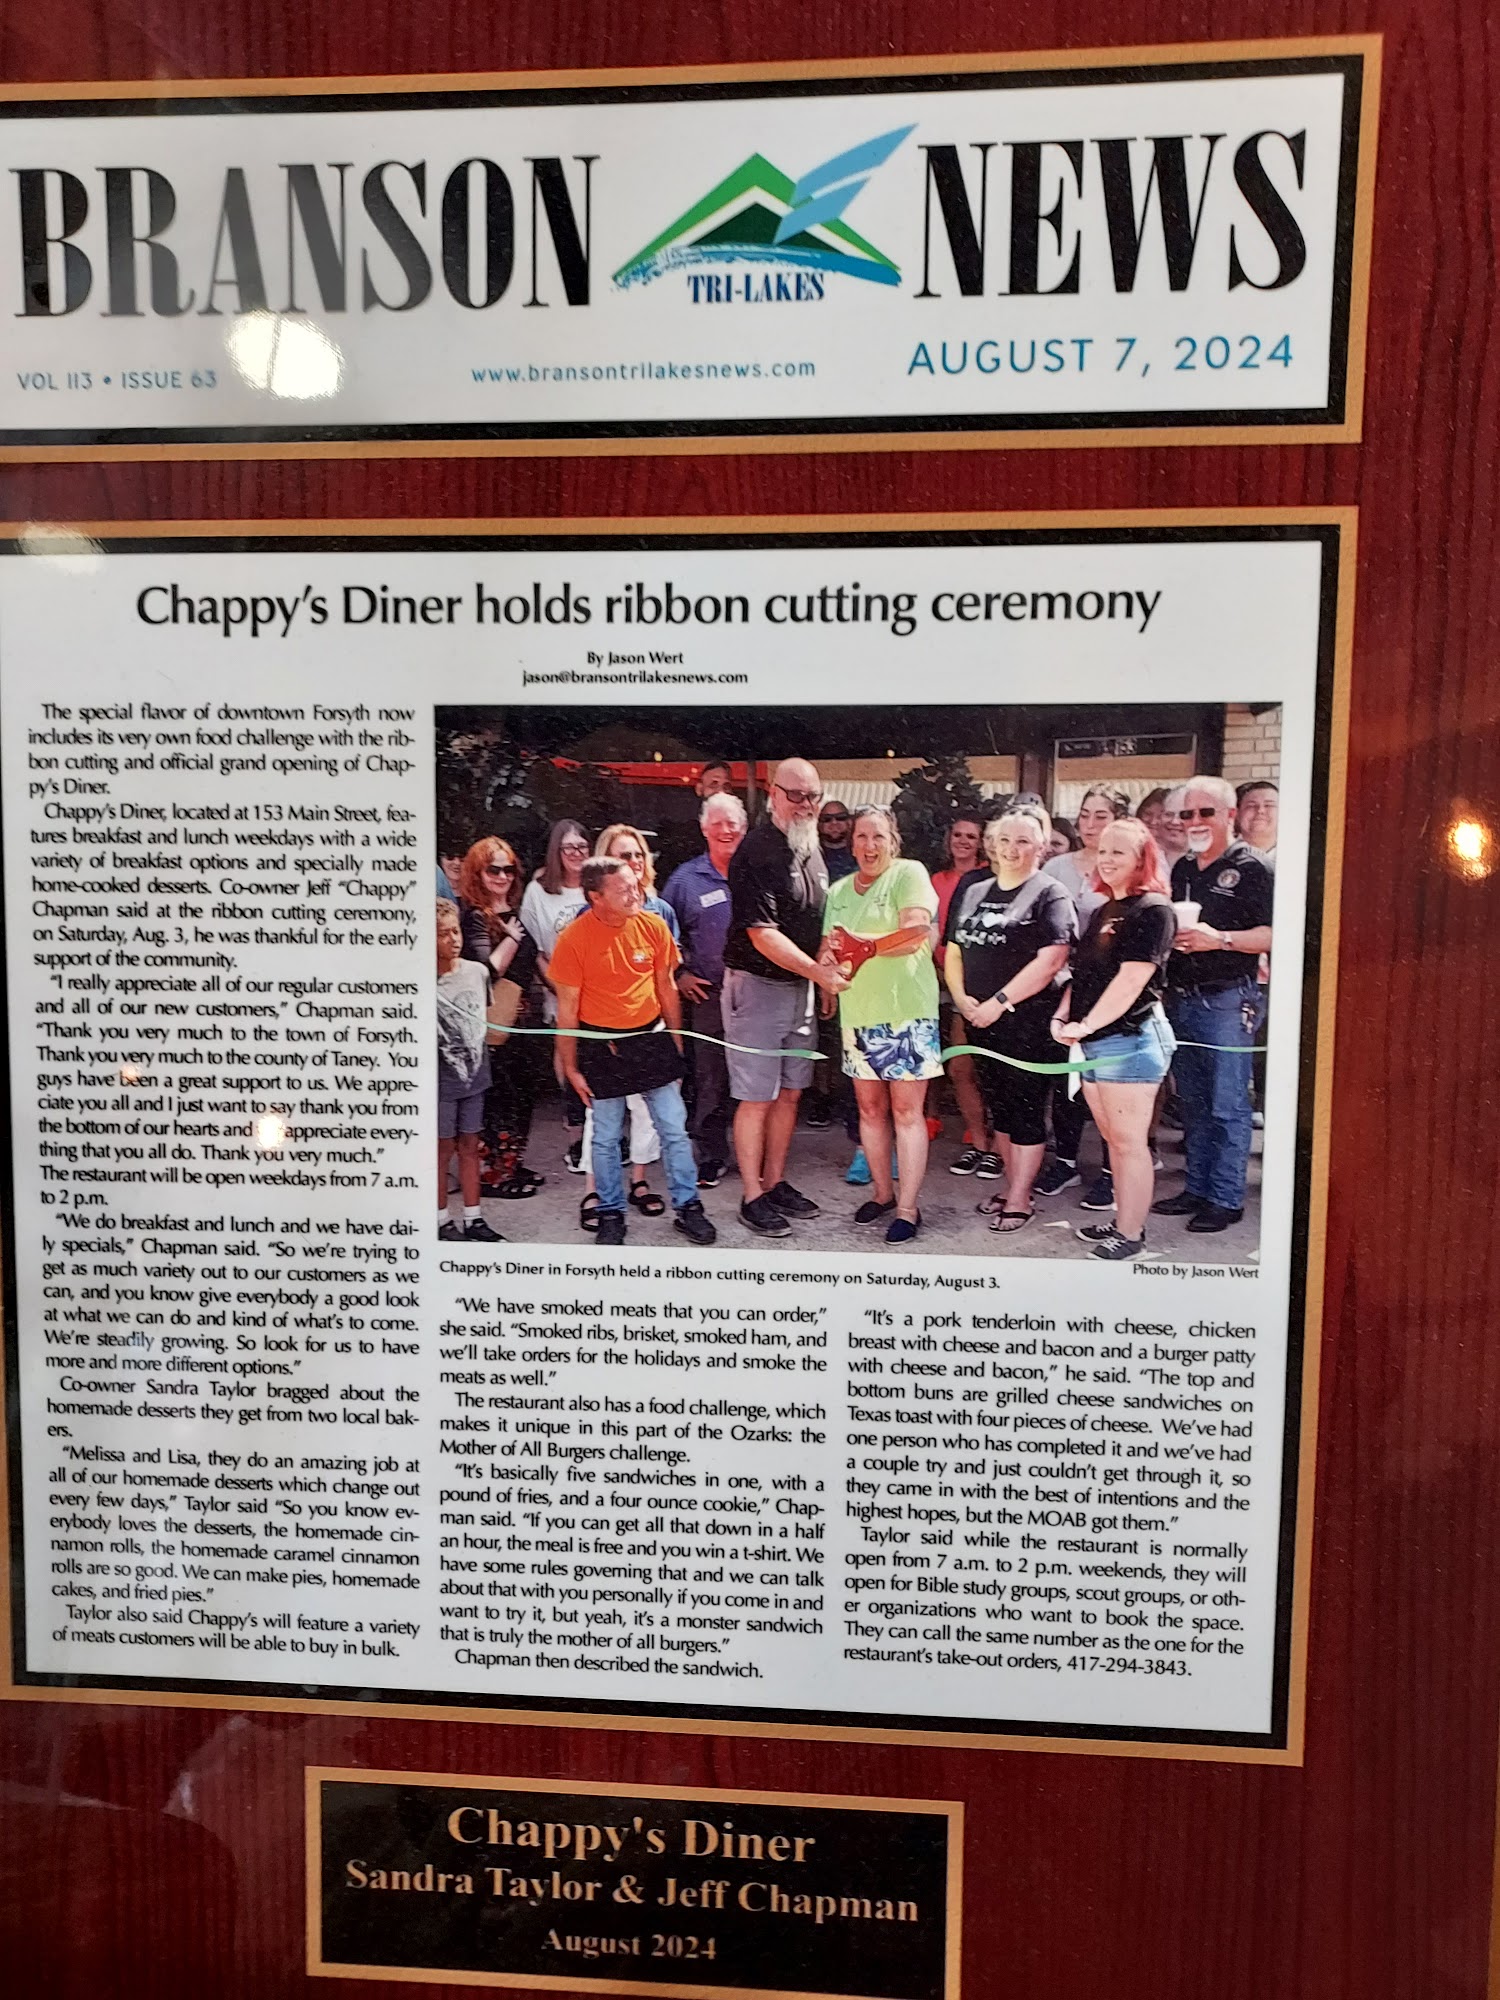 BRANSON NEWS
TRI-LAKES
VOL 113 • ISSUE 63
www.bransontrilakesnews.com
AUGUST 7, 2024
Chappy's Diner holds ribbon cutting ceremony
By Jason Wert
jason@bransontrilakesnews.com
The special flavor of downtown Forsyth now
includes its very own food challenge with the rib-
bon cutting and official grand opening of Chap-
py's Diner.
Chappy's Diner, located at 153 Main Street, fea-
tures breakfast and lunch weekdays with a wide
variety of breakfast options and specially made
home-cooked desserts. Co-owner Jeff "Chappy"
Chapman said at the ribbon cutting ceremony,
on Saturday, Aug. 3, he was thankful for the early
support of the community.
"I really appreciate all of our regular customers
and all of our new customers," Chapman said.
"Thank you very much to the town of Forsyth.
Thank you very much to the county of Taney. You
guys have been a great support to us. We appre-
ciate you all and I just want to say thank you from
the bottom of our hearts and appreciate every-
thing that you all do. Thank you very much."
The restaurant will be open weekdays from 7 a.m.
to 2 p.m.
"We do breakfast and lunch and we have dai-
ly specials," Chapman said. "So we're trying to
get as much variety out to our customers as we
can, and you know give everybody a good look
at what we can do and kind of what's to come.
We're steadily growing. So look for us to have
more and more different options."
Co-owner Sandra Taylor bragged about the
homemade desserts they get from two local bak-
ers.
"Melissa and Lisa, they do an amazing job at
all of our homemade desserts which change out
every few days," Taylor said "So you know ev-
erybody loves the desserts, the homemade cin-
namon rolls, the homemade caramel cinnamon
rolls are so good. We can make pies, homemade
cakes, and fried pies."
Taylor also said Chappy's will feature a variety
of meats customers will be able to buy in bulk.
153
Chappy's Diner in Forsyth held a ribbon cutting ceremony on Saturday, August 3.
Photo by Jason Wert
"We have smoked meats that you can order,"
she said. "Smoked ribs, brisket, smoked ham, and
we'll take orders for the holidays and smoke the
meats as well."
The restaurant also has a food challenge, which
makes it unique in this part of the Ozarks: the
Mother of All Burgers challenge.
"It's basically five sandwiches in one, with a
pound of fries, and a four ounce cookie," Chap-
man said. "If you can get all that down in a half
an hour, the meal is free and you win a t-shirt. We
have some rules governing that and we can talk
about that with you personally if you come in and
want to try it, but yeah, it's a monster sandwich
that is truly the mother of all burgers."
Chapman then described the sandwich.
"It's a pork tenderloin with cheese, chicken
breast with cheese and bacon and a burger patty
with cheese and bacon," he said. "The top and
bottom buns are grilled cheese sandwiches on
Texas toast with four pieces of cheese. We've had
one person who has completed it and we've had
a couple try and just couldn't get through it, so
they came in with the best of intentions and the
highest hopes, but the MOAB got them."
Taylor said while the restaurant is normally
open from 7 a.m. to 2 p.m. weekends, they will
open for Bible study groups, scout groups, or oth-
er organizations who want to book the space.
They can call the same number as the one for the
restaurant's take-out orders, 417-294-3843.
Chappy's Diner
Sandra Taylor & Jeff Chapman
August 2024